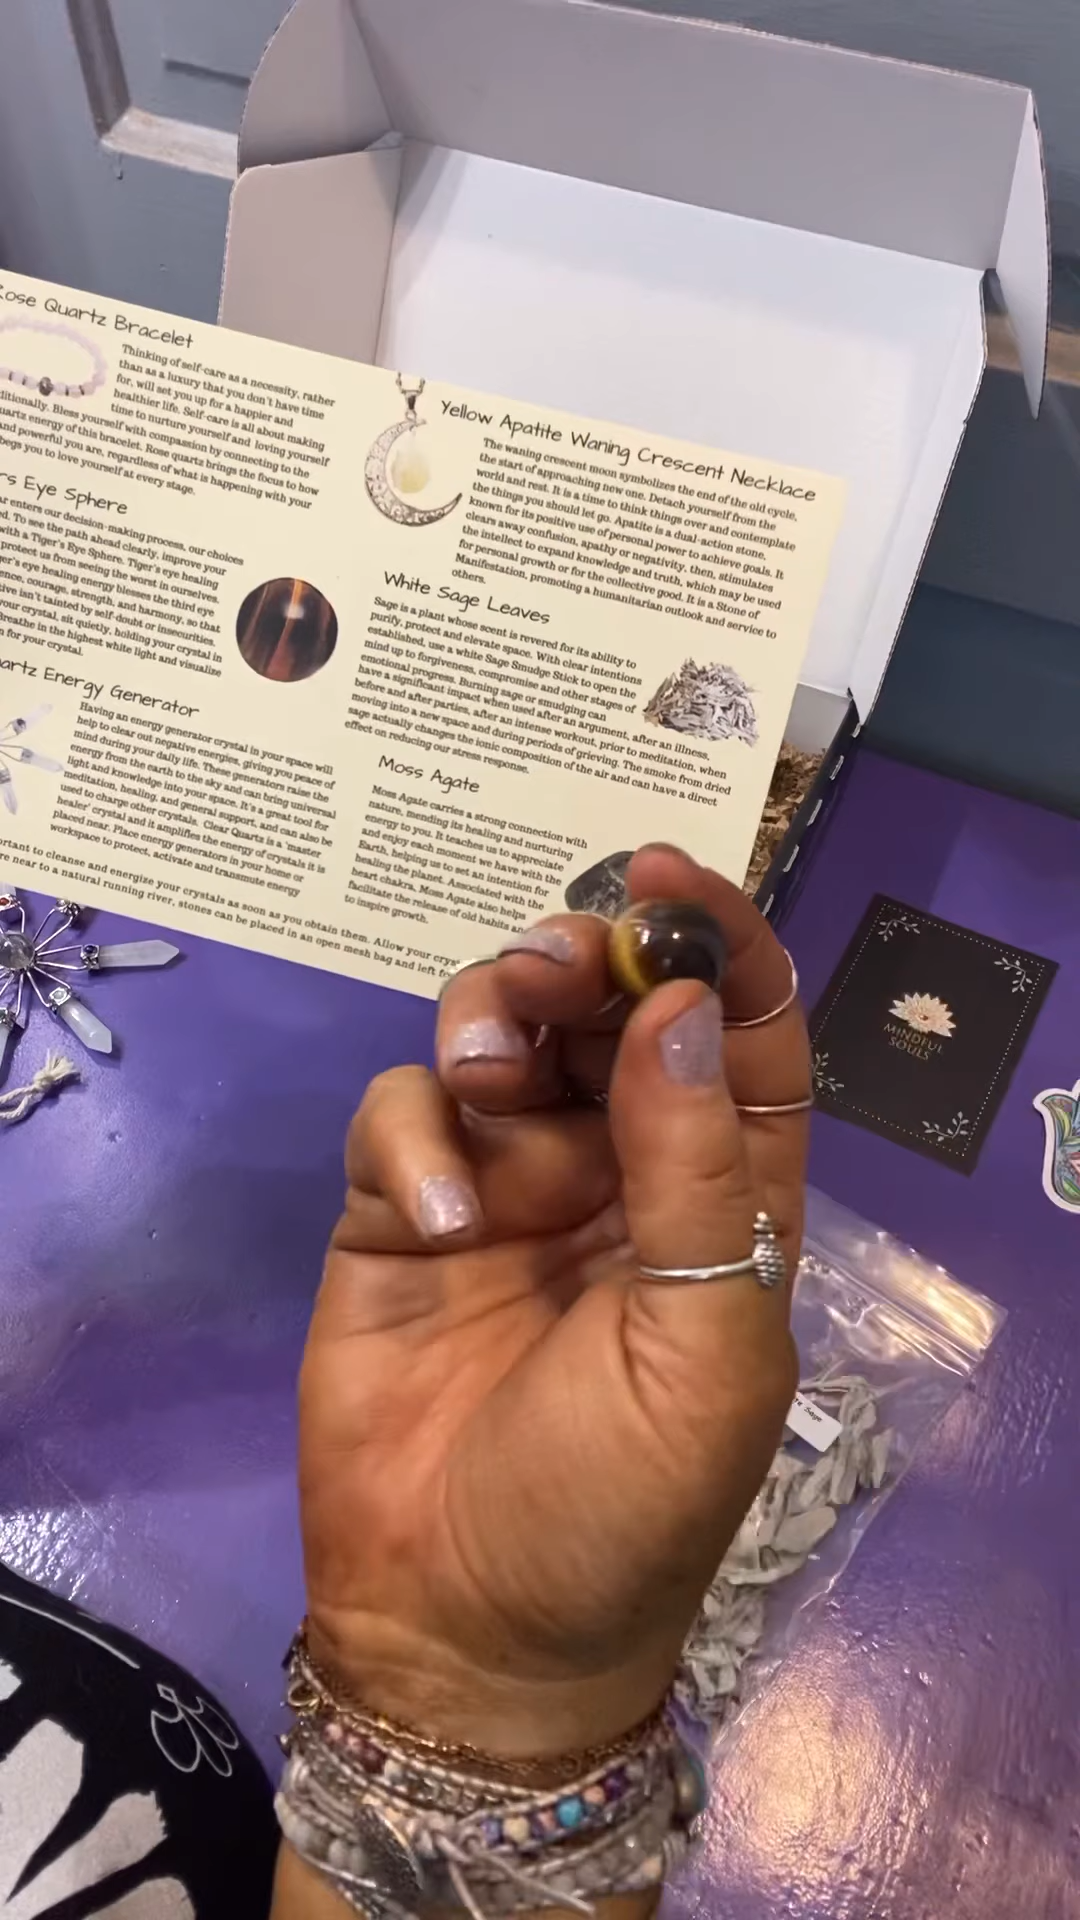 Rose Quartz Bracelet
Thinking of self-care as a necessity, rather
than as a luxury that you don't have time
for, will set you up for a happier and
healthier life. Self-care is all about making
time to nurture yourself and loving yourself
Bless yourself with compassion by connecting to the
energy of this bracelet. Rose quartz brings the focus to how
and powerful you are, regardless of what is happening with your
begs you to love yourself at every stage.
Eye Sphere
enters our decision-making process, our choices
To see the path ahead clearly, improve your
with a Tiger's Eye Sphere. Tiger's eye healing
protect us from seeing the worst in ourselves.
eye healing energy blesses the third eye
courage, strength, and harmony, so that
isn't tainted by self-doubt or insecurities.
your crystal, sit quietly, holding your crystal in
Breathe in the highest white light and visualize
for your crystal.
Energy Generator
Having an energy generator crystal in your space will
help to clear out negative energies, giving you peace of
mind during your daily life. These generators raise the
energy from the earth to the sky and can bring universal
light and knowledge into your space. It's a great tool for
meditation, healing, and general support, and can also be
used to charge other crystals. Clear Quartz is a 'master
healer' crystal and it amplifies the energy of crystals it is
placed near. Place energy generators in your home or
workspace to protect, activate and transmute energy
Yellow Apatite Waning Crescent Necklace
The waning crescent moon symbolizes the end of the old cycle,
the start of approaching new one. Detach yourself from the
world and rest. It is a time to think things over and contemplate
the things you should let go. Apatite is a dual-action stone,
known for its positive use of personal power to achieve goals. It
clears away confusion, apathy or negativity, then, stimulates
the intellect to expand knowledge and truth, which may be used
for personal growth or for the collective good. It is a Stone of
Manifestation, promoting a humanitarian outlook and service to
others.
White Sage Leaves
Sage is a plant whose scent is revered for its ability to
purify, protect and elevate space. With clear intentions
established, use a white Sage Smudge Stick to open the
mind up to forgiveness, compromise and other stages of
emotional progress. Burning sage or smudging can
have a significant impact when used after an argument, after an illness,
before and after parties, after an intense workout, prior to meditation, when
moving into a new space and during periods of grieving. The smoke from dried
sage actually changes the ionic composition of the air and can have a direct
effect on reducing our stress response.
Moss Agate
Moss Agate carries a strong connection with
nature, mending its healing and nurturing
energy to you. It teaches us to appreciate
and enjoy each moment we have with the
Earth, helping us to set an intention for
healing the planet. Associated with the
heart chakra, Moss Agate also helps
facilitate the release of old habits
to inspire growth.
to cleanse and energize your crystals as soon as you obtain them. Allow your
near to a natural running river, stones can be placed in an open mesh bag and left
MINDFUL
SOULS
Sage